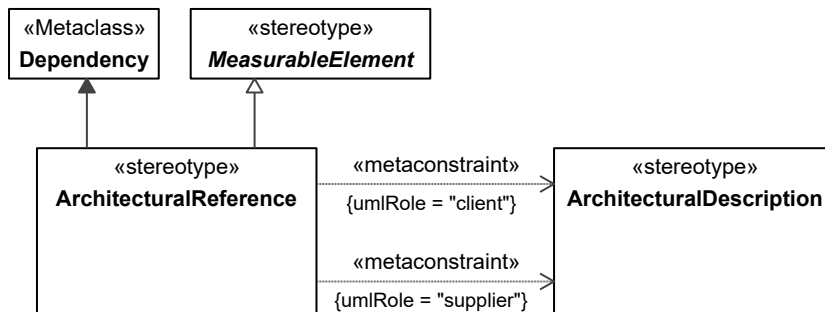 «Metaclass»
Dependency
«stereotype»
MeasurableElement
«stereotype»
ArchitecturalReference
«metaconstraint»
{umlRole = "client"}
«metaconstraint»
{umlRole = "supplier"}
«stereotype»
ArchitecturalDescription